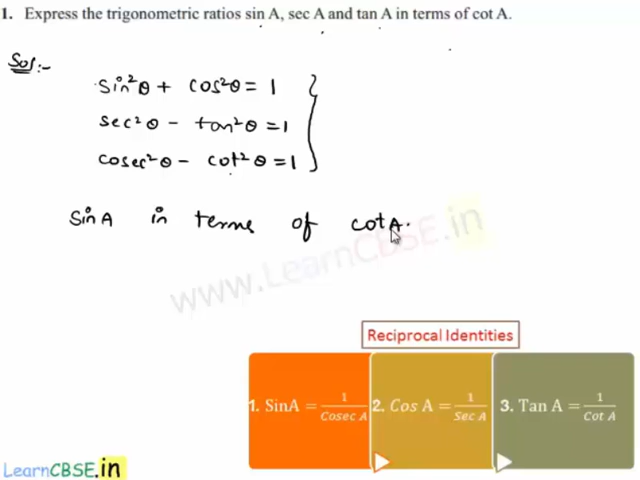 1. Express the trigonometric ratios sin A, sec A and tan A in terms of cot A.
Sol:-
sin²θ + cos²θ = 1
sec²θ - tan²θ = 1
cosec²θ - cot²θ = 1
sin A in terms of cot A.
www.LearnCBSE.in
Reciprocal Identities
1. SinA = 1/Cosec A
2. Cos A = 1/Sec A
3. Tan A = 1/Cot A
LearnCBSE.in